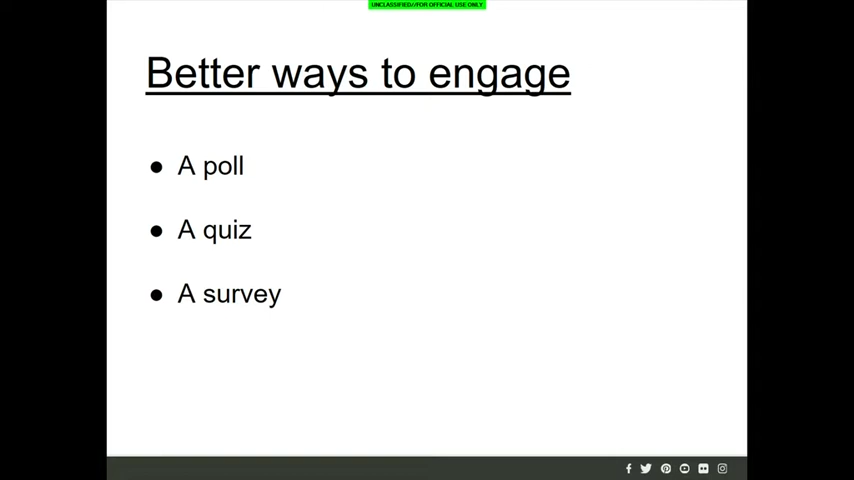 UNCLASSIFIED//FOR OFFICIAL USE ONLY
Better ways to engage
● A poll
● A quiz
● A survey